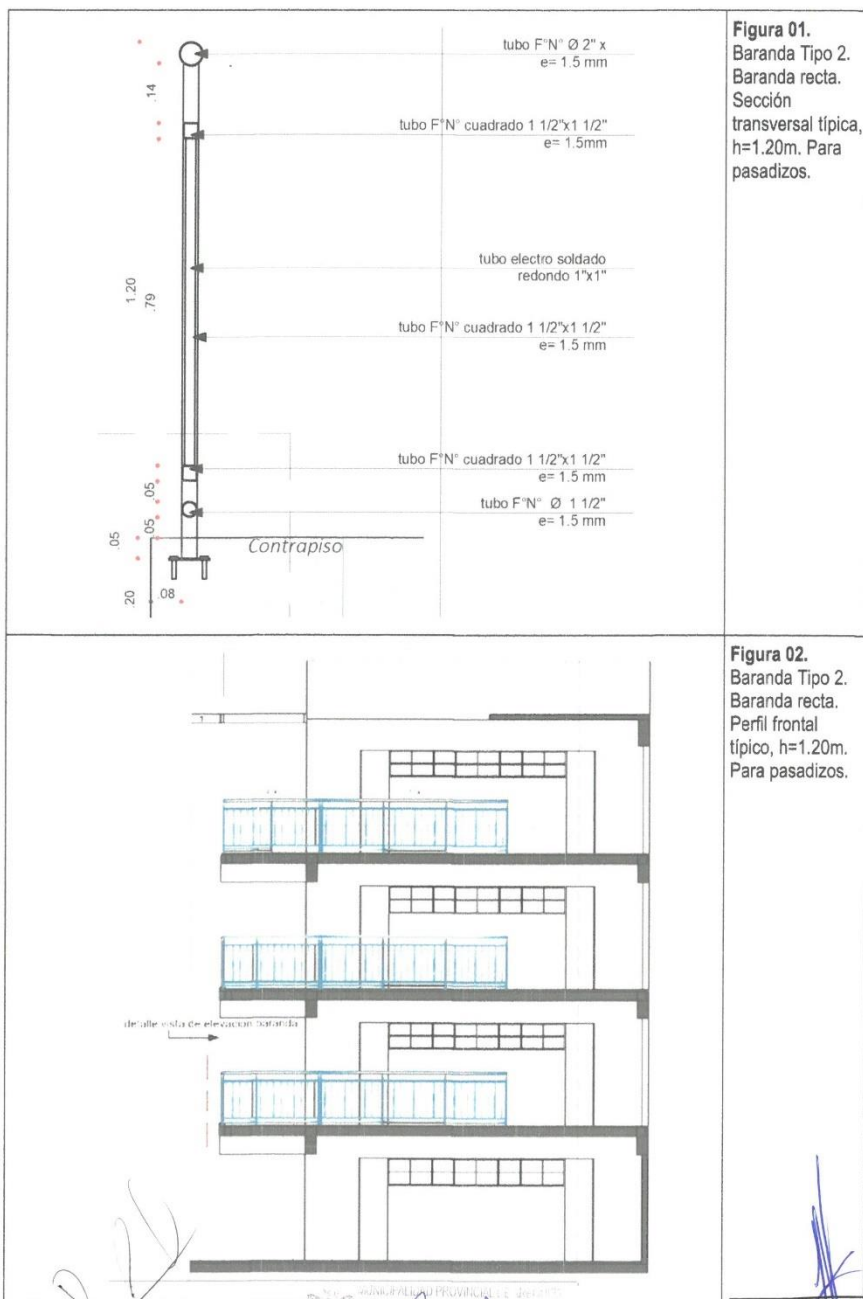 tubo F°N° Ø 2" x
e= 1.5 mm
.14
tubo F°N° cuadrado 1 1/2"x1 1/2"
e= 1.5mm
tubo electro soldado
redondo 1"x1"
1.20
.79
tubo F°N° cuadrado 1 1/2"x1 1/2"
e= 1.5 mm
tubo F°N° cuadrado 1 1/2"x1 1/2"
e= 1.5 mm
.05
tubo F°N° Ø 1 1/2"
e= 1.5 mm
.05
.05
Contrapiso
.20
.08
Figura 01.
Baranda Tipo 2.
Baranda recta.
Sección
transversal típica,
h=1.20m. Para
pasadizos.
Figura 02.
Baranda Tipo 2.
Baranda recta.
Perfil frontal
típico, h=1.20m.
Para pasadizos.
1
detalle vista de elevación baranda
MUNICIPALIDAD PROVINCIAL DE